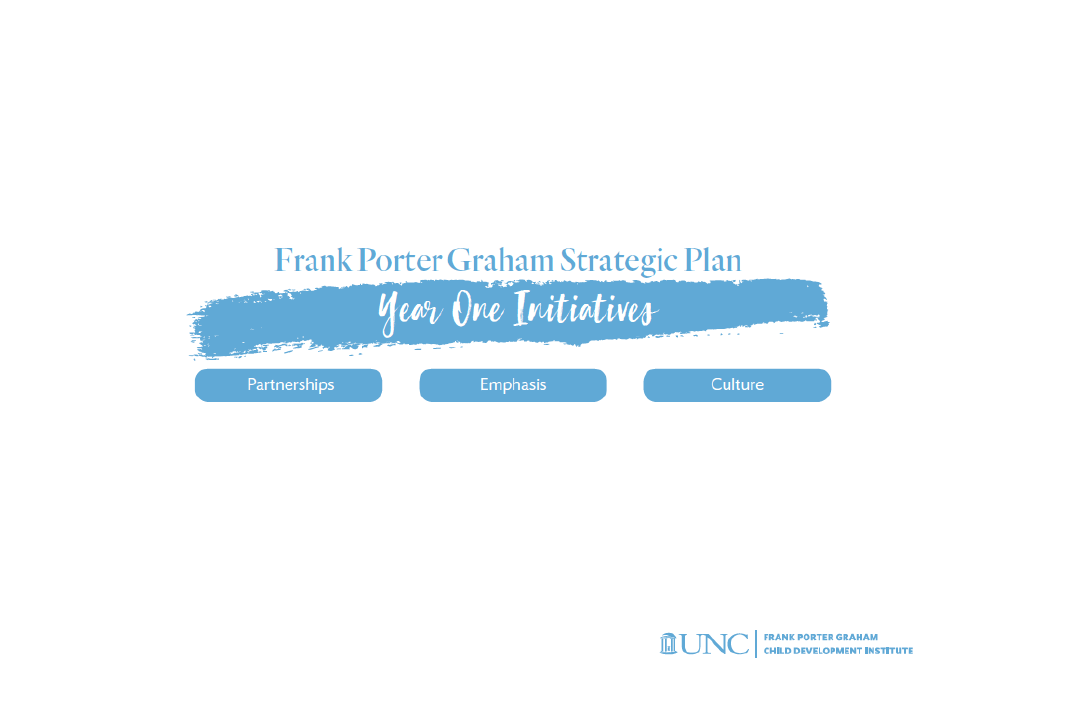 Frank Porter Graham Strategic Plan
Year One Initiatives
Partnerships
Emphasis
Culture
UNC
FRANK PORTER GRAHAM
CHILD DEVELOPMENT INSTITUTE